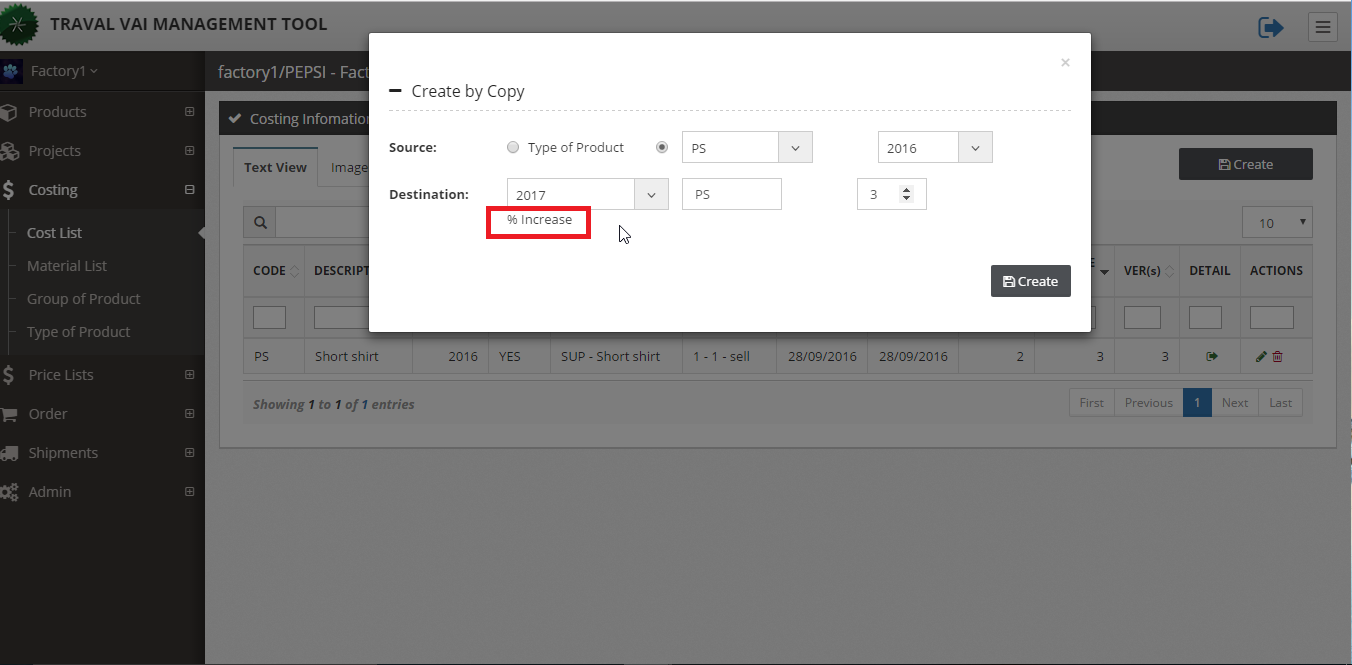 TRAVAL VAI MANAGEMENT TOOL
Factory1
factory1/PEPSI - Fact
Products
Projects
Costing
Cost List
Material List
Group of Product
Type of Product
Price Lists
Order
Shipments
Admin
Costing Infomation
Text View
Image
Create
10
×
Create by Copy
Source:
Type of Product
PS
2016
Destination:
2017
PS
3
% Increase
Create
CODE
DESCRIPT
E
VER(s)
DETAIL
ACTIONS
PS
Short shirt
2016
YES
SUP - Short shirt
1 - 1 - sell
28/09/2016
28/09/2016
2
3
3
Showing 1 to 1 of 1 entries
First
Previous
1
Next
Last